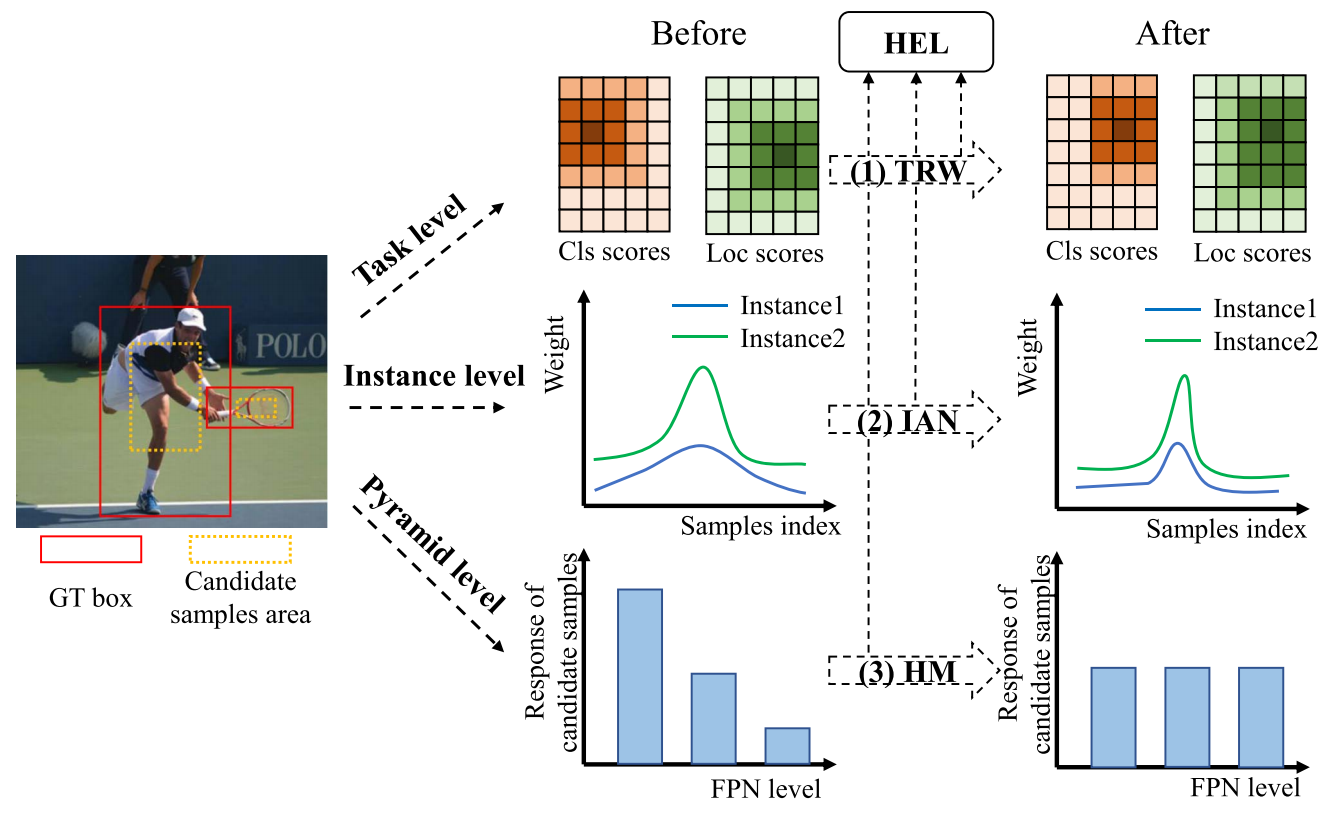 Before
HEL
After
(1) TRW
Cls scores
Loc scores
Cls scores
Loc scores
Task level
Instance level
Pyramid level
POLO
GT box
Candidate
samples area
Weight
Instance1
Instance2
Samples index
(2) IAN
Weight
Instance1
Instance2
Samples index
Response of
candidate samples
FPN level
(3) HM
Response of
candidate samples
FPN level